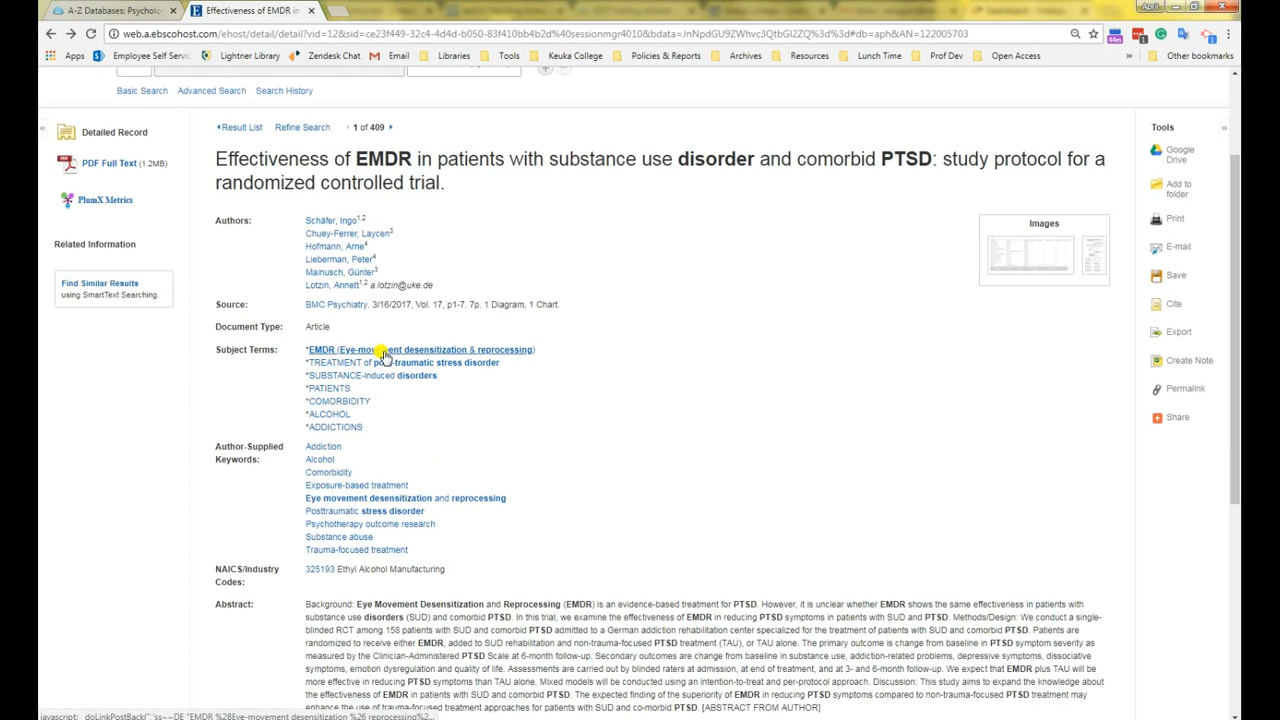 A-Z Databases: Psycholog
Effectiveness of EMDR in
April
web.a.ebscohost.com/ehost/detail/detail?vid=12&sid=ce23f449-32c4-4d4d-b050-83f410bb4b2d%40sessionmgr4010&bdata=JnNpdGU9ZWhvc3QtbGl2ZQ%3d%3d#db=aph&AN=122005703
Apps
Employee Self Servic
Lightner Library
Zendesk Chat
Email
Libraries
Tools
Keuka College
Policies & Reports
Archives
Resources
Lunch Time
Prof Dev
Open Access
Other bookmarks
Basic Search
Advanced Search
Search History
Detailed Record
PDF Full Text (1.2MB)
PlumX Metrics
Related Information
Find Similar Results
using SmartText Searching.
Result List
Refine Search
1 of 409
Effectiveness of EMDR in patients with substance use disorder and comorbid PTSD: study protocol for a
randomized controlled trial.
Authors:
Schäfer, Ingo1,2
Chuey-Ferrer, Laycen3
Hofmann, Arne4
Lieberman, Peter4
Mainusch, Günter3
Lotzin, Annett1,2 a.lotzin@uke.de
Source:
BMC Psychiatry. 3/16/2017, Vol. 17, p1-7. 7p. 1 Diagram, 1 Chart.
Document Type:
Article
Subject Terms:
*EMDR (Eye-movement desensitization & reprocessing)
*TREATMENT of post-traumatic stress disorder
*SUBSTANCE-induced disorders
*PATIENTS
*COMORBIDITY
*ALCOHOL
*ADDICTIONS
Author-Supplied
Keywords:
Addiction
Alcohol
Comorbidity
Exposure-based treatment
Eye movement desensitization and reprocessing
Posttraumatic stress disorder
Psychotherapy outcome research
Substance abuse
Trauma-focused treatment
NAICS/Industry
Codes:
325193 Ethyl Alcohol Manufacturing
Abstract:
Background: Eye Movement Desensitization and Reprocessing (EMDR) is an evidence-based treatment for PTSD. However, it is unclear whether EMDR shows the same effectiveness in patients
with substance use disorders (SUD) and comorbid PTSD. In this trial, we examine the effectiveness of EMDR in reducing PTSD symptoms in patients with SUD and PTSD. Methods/Design: We conduct a single-
blinded RCT among 158 patients with SUD and comorbid PTSD admitted to a German addiction rehabilitation center specialized for the treatment of patients with SUD and comorbid PTSD. Patients are
randomized to receive either EMDR, added to SUD rehabilitation and non-trauma-focused PTSD treatment (TAU), or TAU alone. The primary outcome is change from baseline in PTSD symptom severity as
measured by the Clinician-Administered PTSD Scale at 6-month follow-up. Secondary outcomes are change from baseline in substance use, addiction-related problems, depressive symptoms, dissociative
symptoms, emotion dysregulation and quality of life. Assessments are carried out by blinded raters at admission, at end of treatment, and at 3- and 6-month follow-up. We expect that EMDR plus TAU will be
more effective in reducing PTSD symptoms than TAU alone. Mixed models will be conducted using an intention-to-treat and per-protocol approach. Discussion: This study aims to expand the knowledge about
the effectiveness of EMDR in patients with SUD and comorbid PTSD. The expected finding of the superiority of EMDR in reducing PTSD symptoms compared to non-trauma-focused PTSD treatment may
enhance the use of trauma-focused treatment approaches for patients with SUD and co-morbid PTSD. [ABSTRACT FROM AUTHOR]
Images
Tools
Google
Drive
Add to
folder
Print
E-mail
Save
Cite
Export
Create Note
Permalink
Share
javascript:__doLinkPostBack('','ss~~DE "EMDR %28Eye-movement desensitization %26 reprocessing%2...